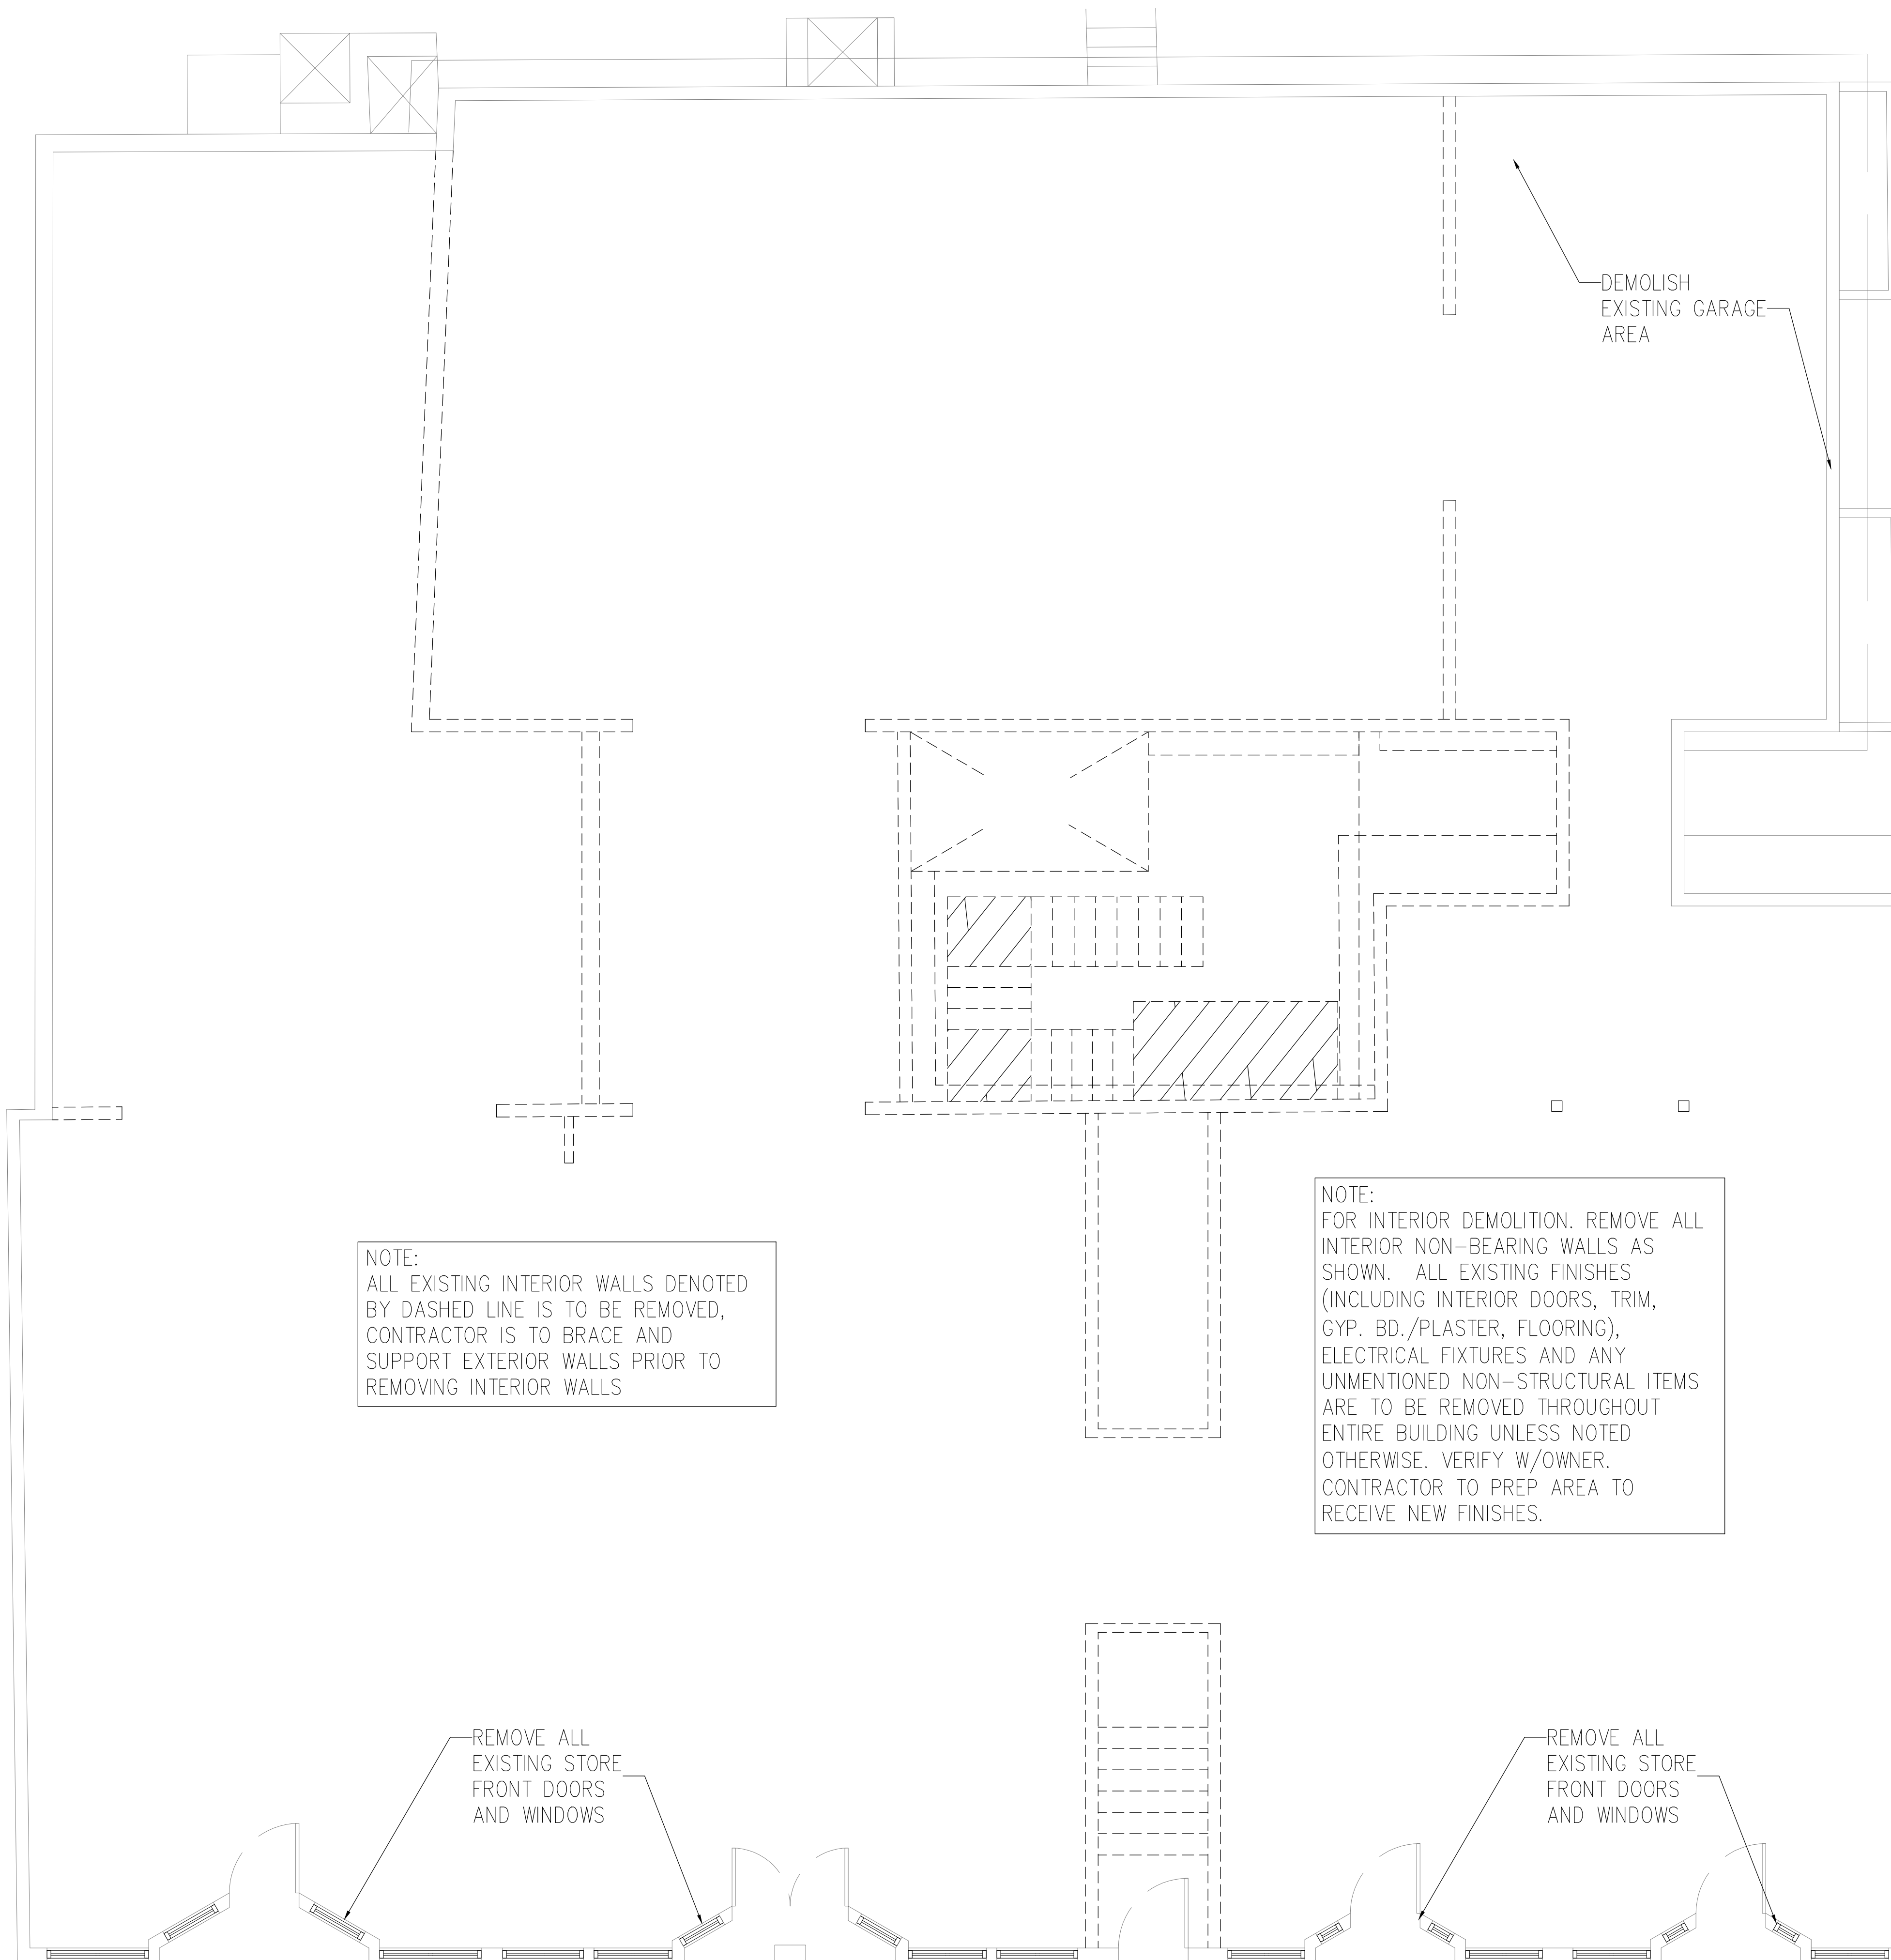 DEMOLISH
EXISTING GARAGE
AREA
NOTE:
ALL EXISTING INTERIOR WALLS DENOTED
BY DASHED LINE IS TO BE REMOVED,
CONTRACTOR IS TO BRACE AND
SUPPORT EXTERIOR WALLS PRIOR TO
REMOVING INTERIOR WALLS
NOTE:
FOR INTERIOR DEMOLITION. REMOVE ALL
INTERIOR NON-BEARING WALLS AS
SHOWN. ALL EXISTING FINISHES
(INCLUDING INTERIOR DOORS, TRIM,
GYP. BD./PLASTER, FLOORING),
ELECTRICAL FIXTURES AND ANY
UNMENTIONED NON-STRUCTURAL ITEMS
ARE TO BE REMOVED THROUGHOUT
ENTIRE BUILDING UNLESS NOTED
OTHERWISE. VERIFY W/OWNER.
CONTRACTOR TO PREP AREA TO
RECEIVE NEW FINISHES.
REMOVE ALL
EXISTING STORE
FRONT DOORS
AND WINDOWS
REMOVE ALL
EXISTING STORE
FRONT DOORS
AND WINDOWS